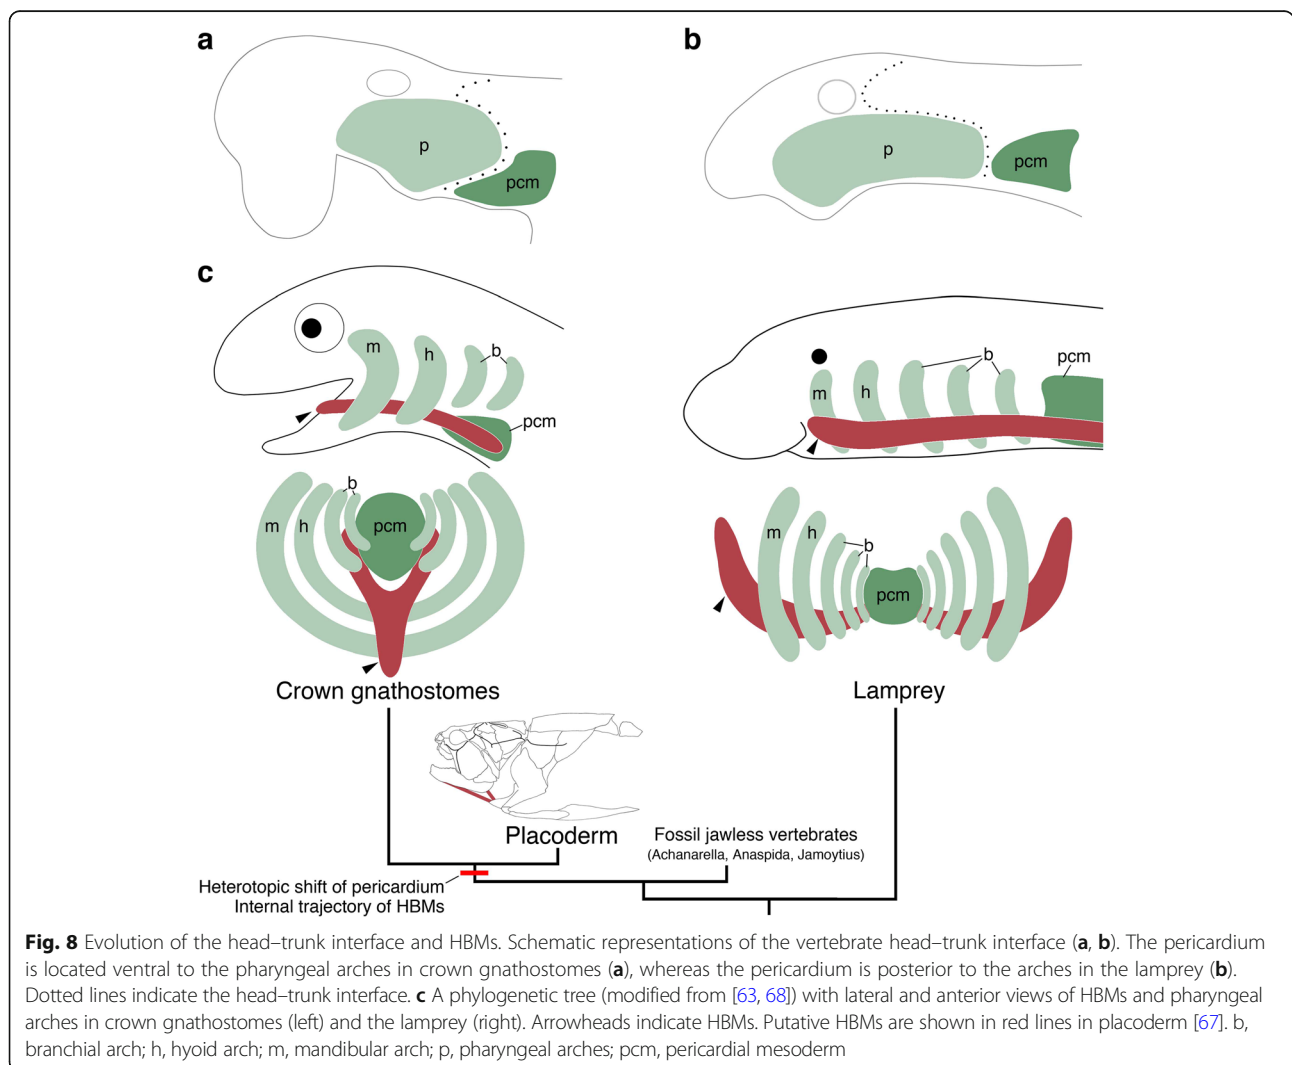 a
b
p
pcm
p
pcm
c
m
h
b
pcm
m
h
b
pcm
b
m
h
pcm
m
h
b
pcm
Crown gnathostomes
Lamprey
Placoderm
Fossil jawless vertebrates
(Achanarella, Anaspida, Jamoytius)
Heterotopic shift of pericardium
Internal trajectory of HBMs
Fig. 8 Evolution of the head–trunk interface and HBMs. Schematic representations of the vertebrate head–trunk interface (a, b). The pericardium
is located ventral to the pharyngeal arches in crown gnathostomes (a), whereas the pericardium is posterior to the arches in the lamprey (b).
Dotted lines indicate the head–trunk interface. c A phylogenetic tree (modified from [63, 68]) with lateral and anterior views of HBMs and pharyngeal
arches in crown gnathostomes (left) and the lamprey (right). Arrowheads indicate HBMs. Putative HBMs are shown in red lines in placoderm [67]. b,
branchial arch; h, hyoid arch; m, mandibular arch; p, pharyngeal arches; pcm, pericardial mesoderm